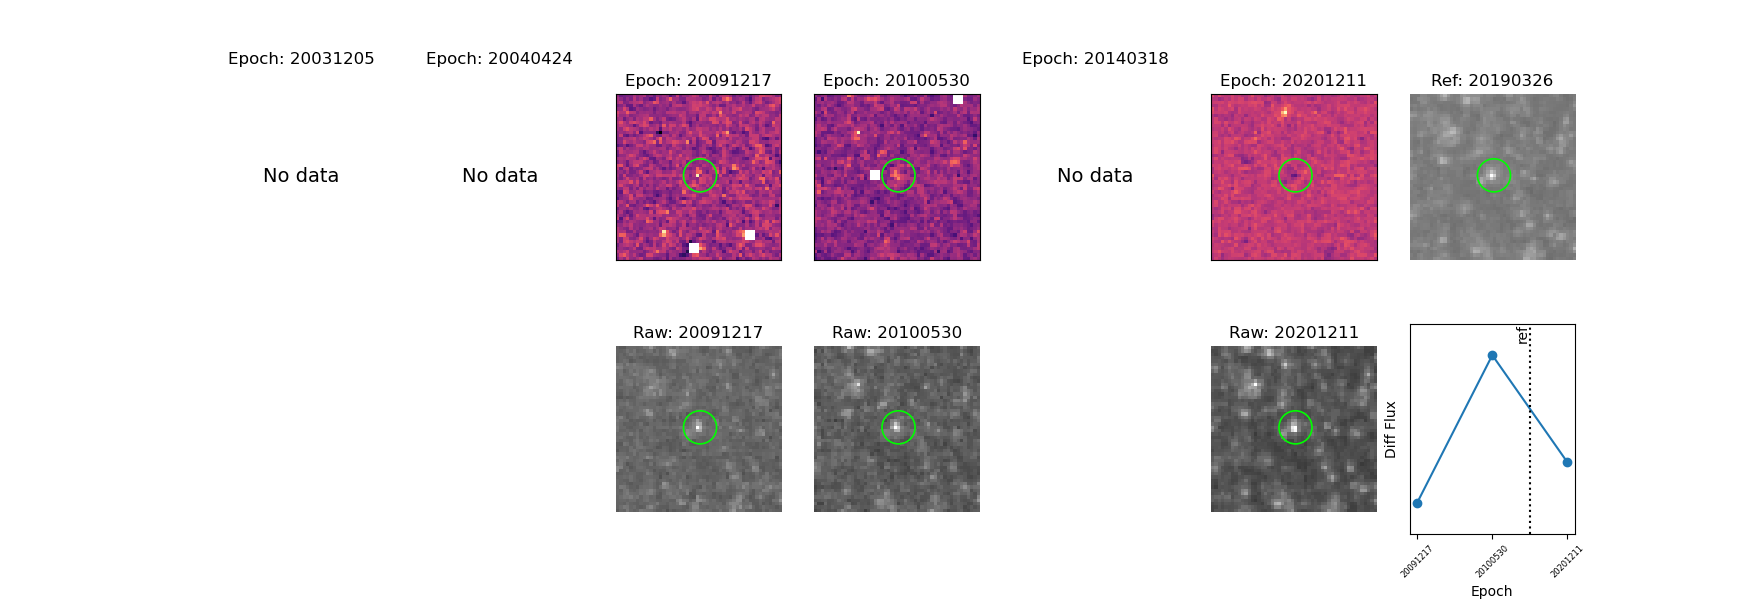 Epoch: 20031205
Epoch: 20040424
Epoch: 20091217
Epoch: 20100530
Epoch: 20140318
Epoch: 20201211
Ref: 20190326
No data
No data
No data
Raw: 20091217
Raw: 20100530
Raw: 20201211
ref
Diff Flux
20091217
20100530
20201211
Epoch